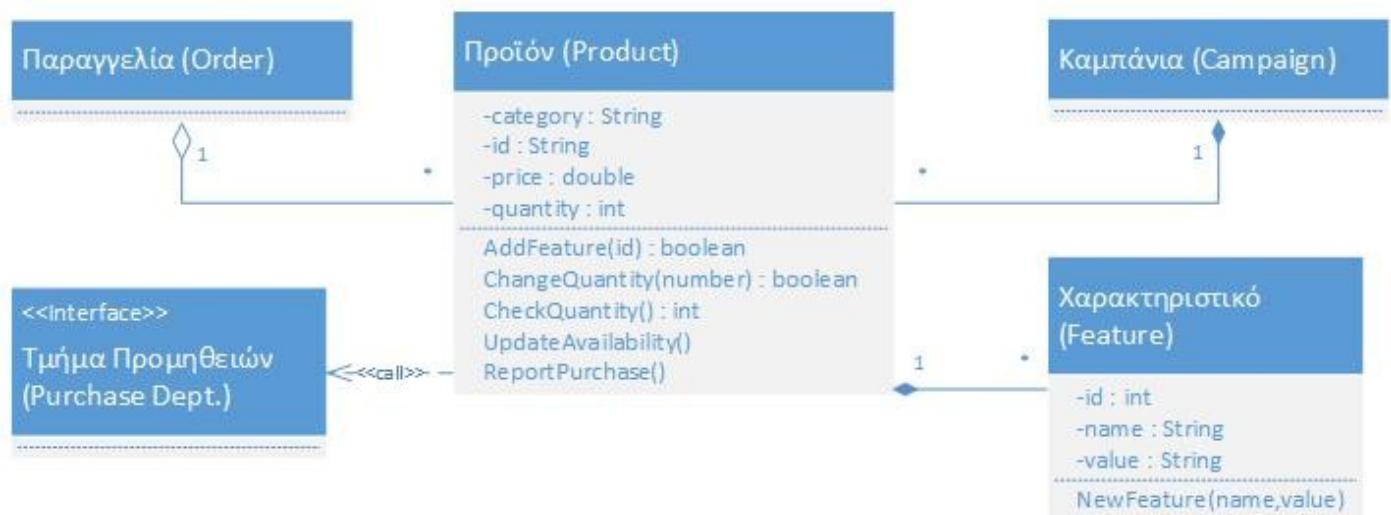 Παραγγελία (Order)
1
*
Προϊόν (Product)
-category : String
-id : String
-price : double
-quantity : int
AddFeature(id) : boolean
ChangeQuantity(number) : boolean
CheckQuantity() : int
UpdateAvailability()
ReportPurchase()
Καμπάνια (Campaign)
1
*
<<Interface>>
Τμήμα Προμηθειών
(Purchase Dept.)
<<call>>
1
*
Χαρακτηριστικό
(Feature)
-id : int
-name : String
-value : String
NewFeature(name,value)